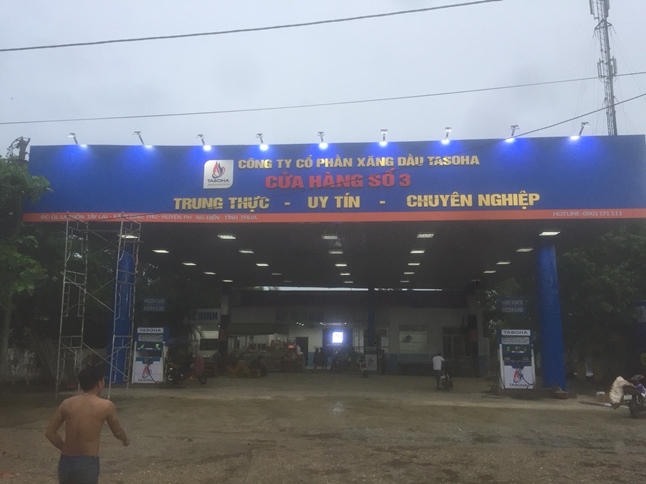 CÔNG TY CỔ PHẦN XĂNG DẦU TASOHA
TASOHA
CỬA HÀNG SỐ 3
TRUNG THỰC - UY TÍN - CHUYÊN NGHIỆP
HOTLINE:
TASOHA
TASOHA